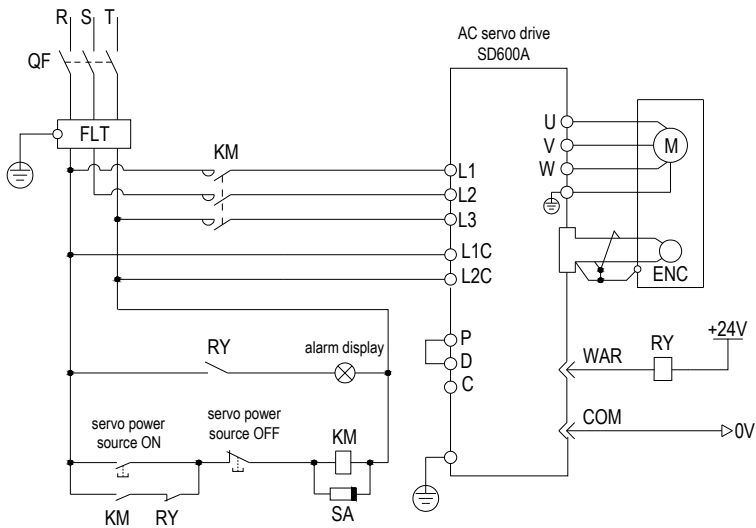 R S T
AC servo drive
SD600A
QF
FLT
KM
U
V
W
M
L1
L2
L3
L1C
L2C
ENC
RY
alarm display
P
D
C
WAR
RY
+24V
COM
0V
servo power
source ON
servo power
source OFF
KM
KM RY
SA